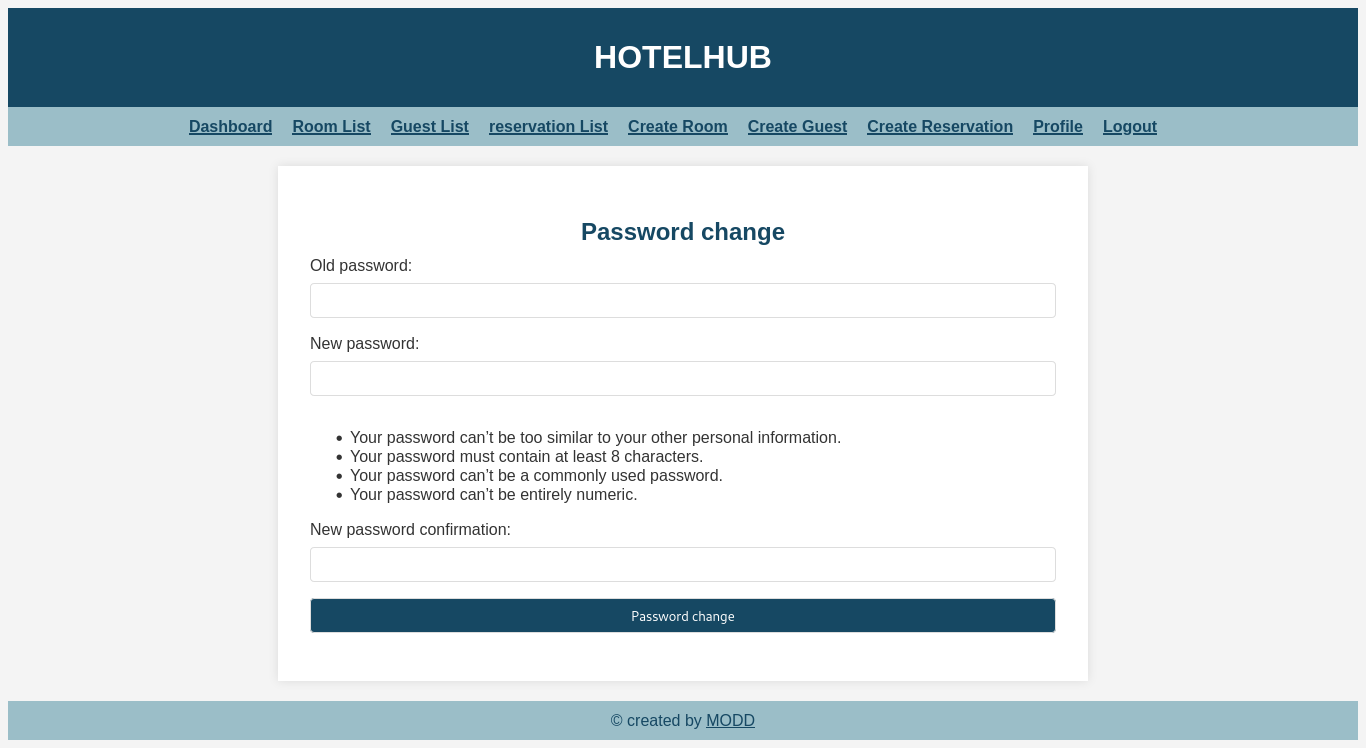 HOTELHUB
Dashboard Room List Guest List reservation List Create Room Create Guest Create Reservation Profile Logout
Password change
Old password:
New password:
• Your password can’t be too similar to your other personal information.
• Your password must contain at least 8 characters.
• Your password can’t be a commonly used password.
• Your password can’t be entirely numeric.
New password confirmation:
Password change
© created by MODD